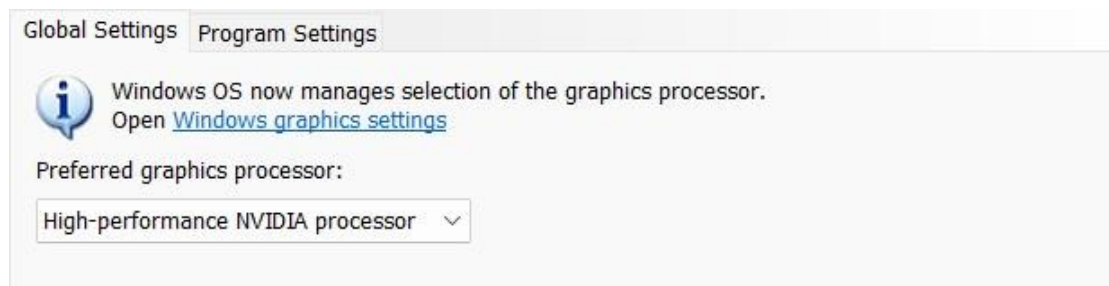 Global Settings Program Settings
Windows OS now manages selection of the graphics processor.
Open Windows graphics settings
Preferred graphics processor:
High-performance NVIDIA processor